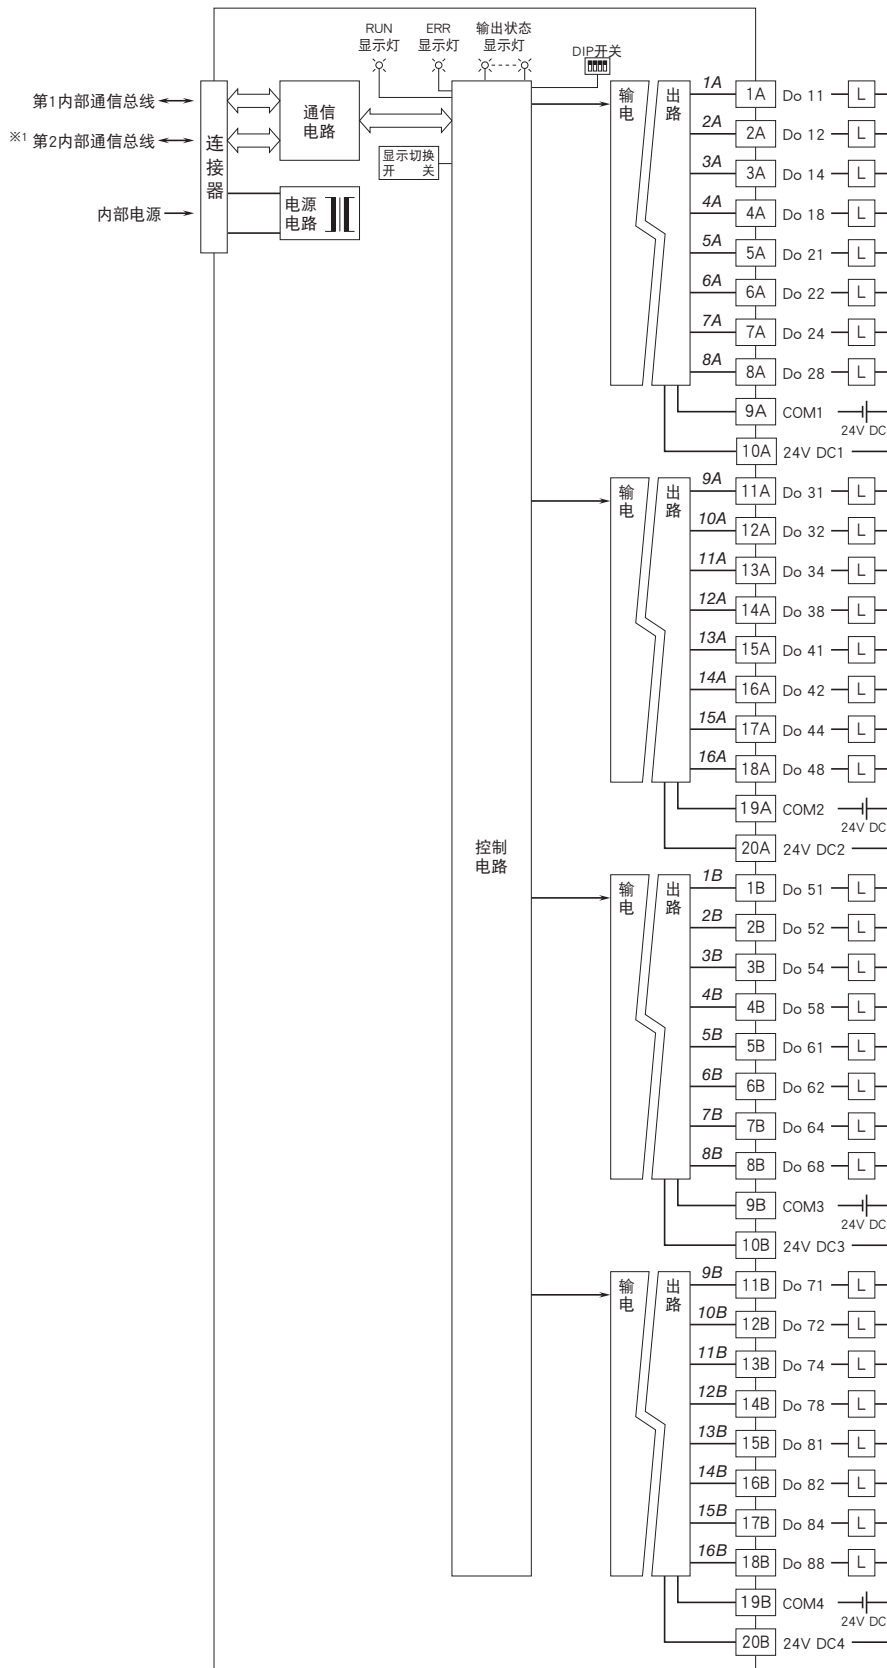 RUN
显示灯
ERR
显示灯
输出状态
显示灯
DIP开关
第1内部通信总线
※1 第2内部通信总线
内部电源
连接器
通信
电路
显示切换
开 关
电源
电路
控制
电路
输 出
电 路
1A 1A Do 11 L
2A 2A Do 12 L
3A 3A Do 14 L
4A 4A Do 18 L
5A 5A Do 21 L
6A 6A Do 22 L
7A 7A Do 24 L
8A 8A Do 28 L
9A COM1
24V DC
10A 24V DC1
输 出
电 路
9A 11A Do 31 L
10A 12A Do 32 L
11A 13A Do 34 L
12A 14A Do 38 L
13A 15A Do 41 L
14A 16A Do 42 L
15A 17A Do 44 L
16A 18A Do 48 L
19A COM2
24V DC
20A 24V DC2
输 出
电 路
1B 1B Do 51 L
2B 2B Do 52 L
3B 3B Do 54 L
4B 4B Do 58 L
5B 5B Do 61 L
6B 6B Do 62 L
7B 7B Do 64 L
8B 8B Do 68 L
9B COM3
24V DC
10B 24V DC3
输 出
电 路
9B 11B Do 71 L
10B 12B Do 72 L
11B 13B Do 74 L
12B 14B Do 78 L
13B 15B Do 81 L
14B 16B Do 82 L
15B 17B Do 84 L
16B 18B Do 88 L
19B COM4
24V DC
20B 24V DC4